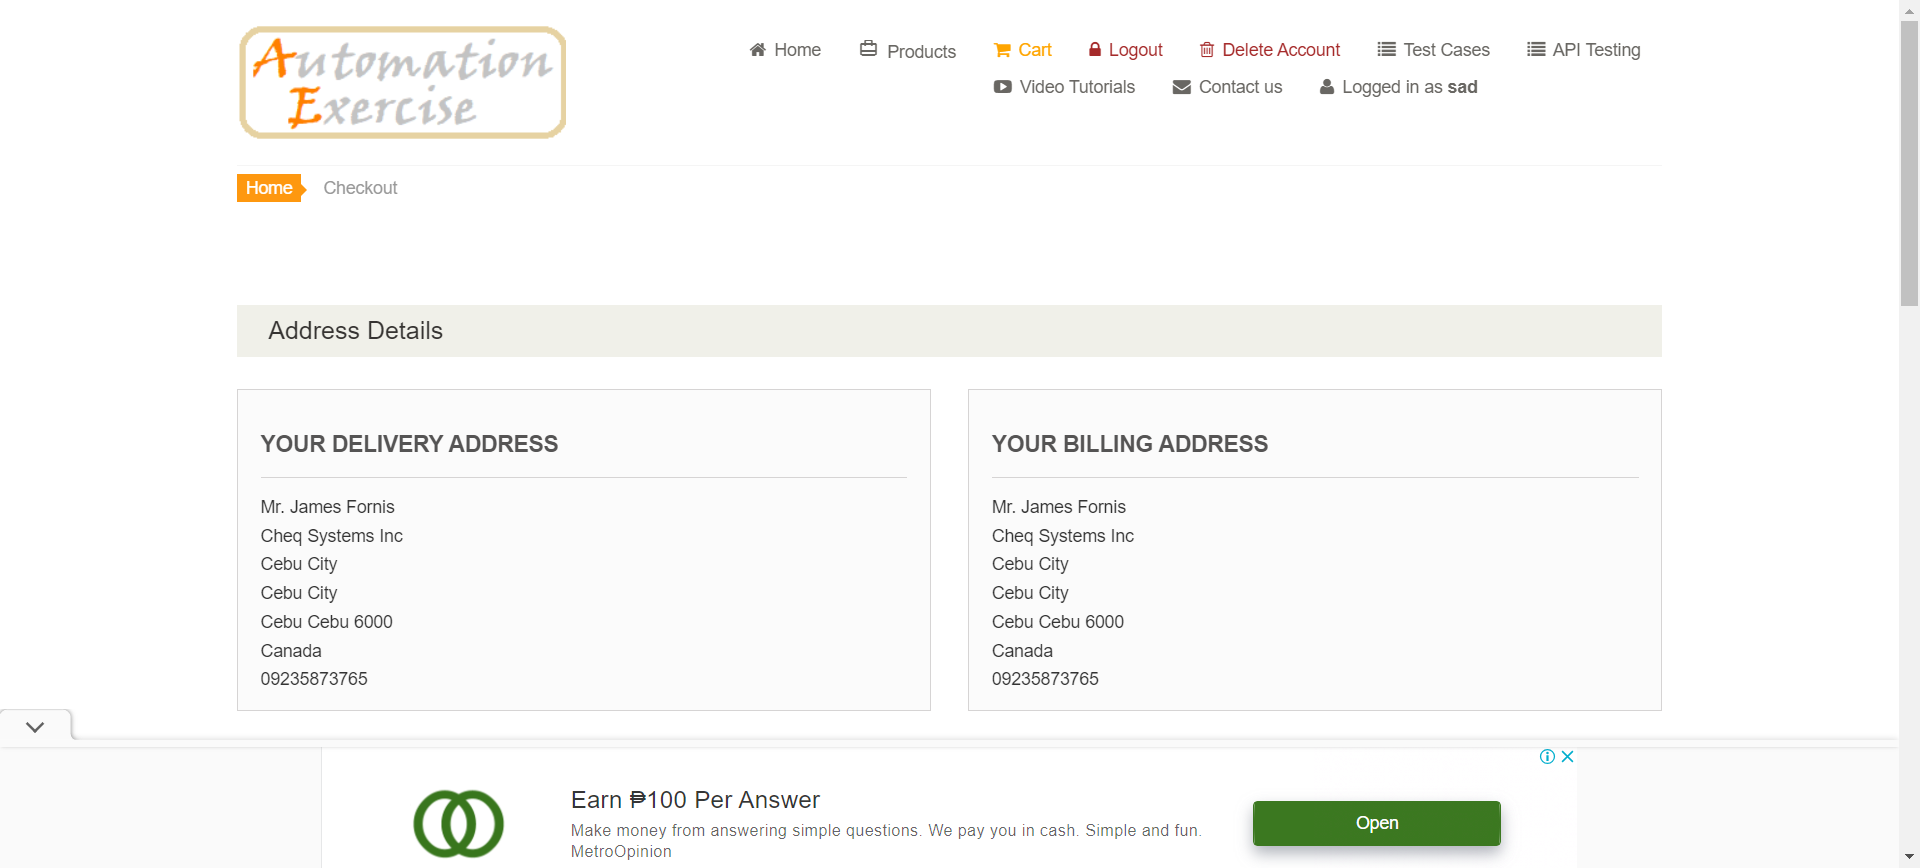 Automation
Exercise
Home
Products
Cart
Logout
Delete Account
Test Cases
API Testing
Video Tutorials
Contact us
Logged in as sad
Home
Checkout
Address Details
YOUR DELIVERY ADDRESS
Mr. James Fornis
Cheq Systems Inc
Cebu City
Cebu City
Cebu Cebu 6000
Canada
09235873765
YOUR BILLING ADDRESS
Mr. James Fornis
Cheq Systems Inc
Cebu City
Cebu City
Cebu Cebu 6000
Canada
09235873765
Earn ₱100 Per Answer
Make money from answering simple questions. We pay you in cash. Simple and fun.
MetroOpinion
Open